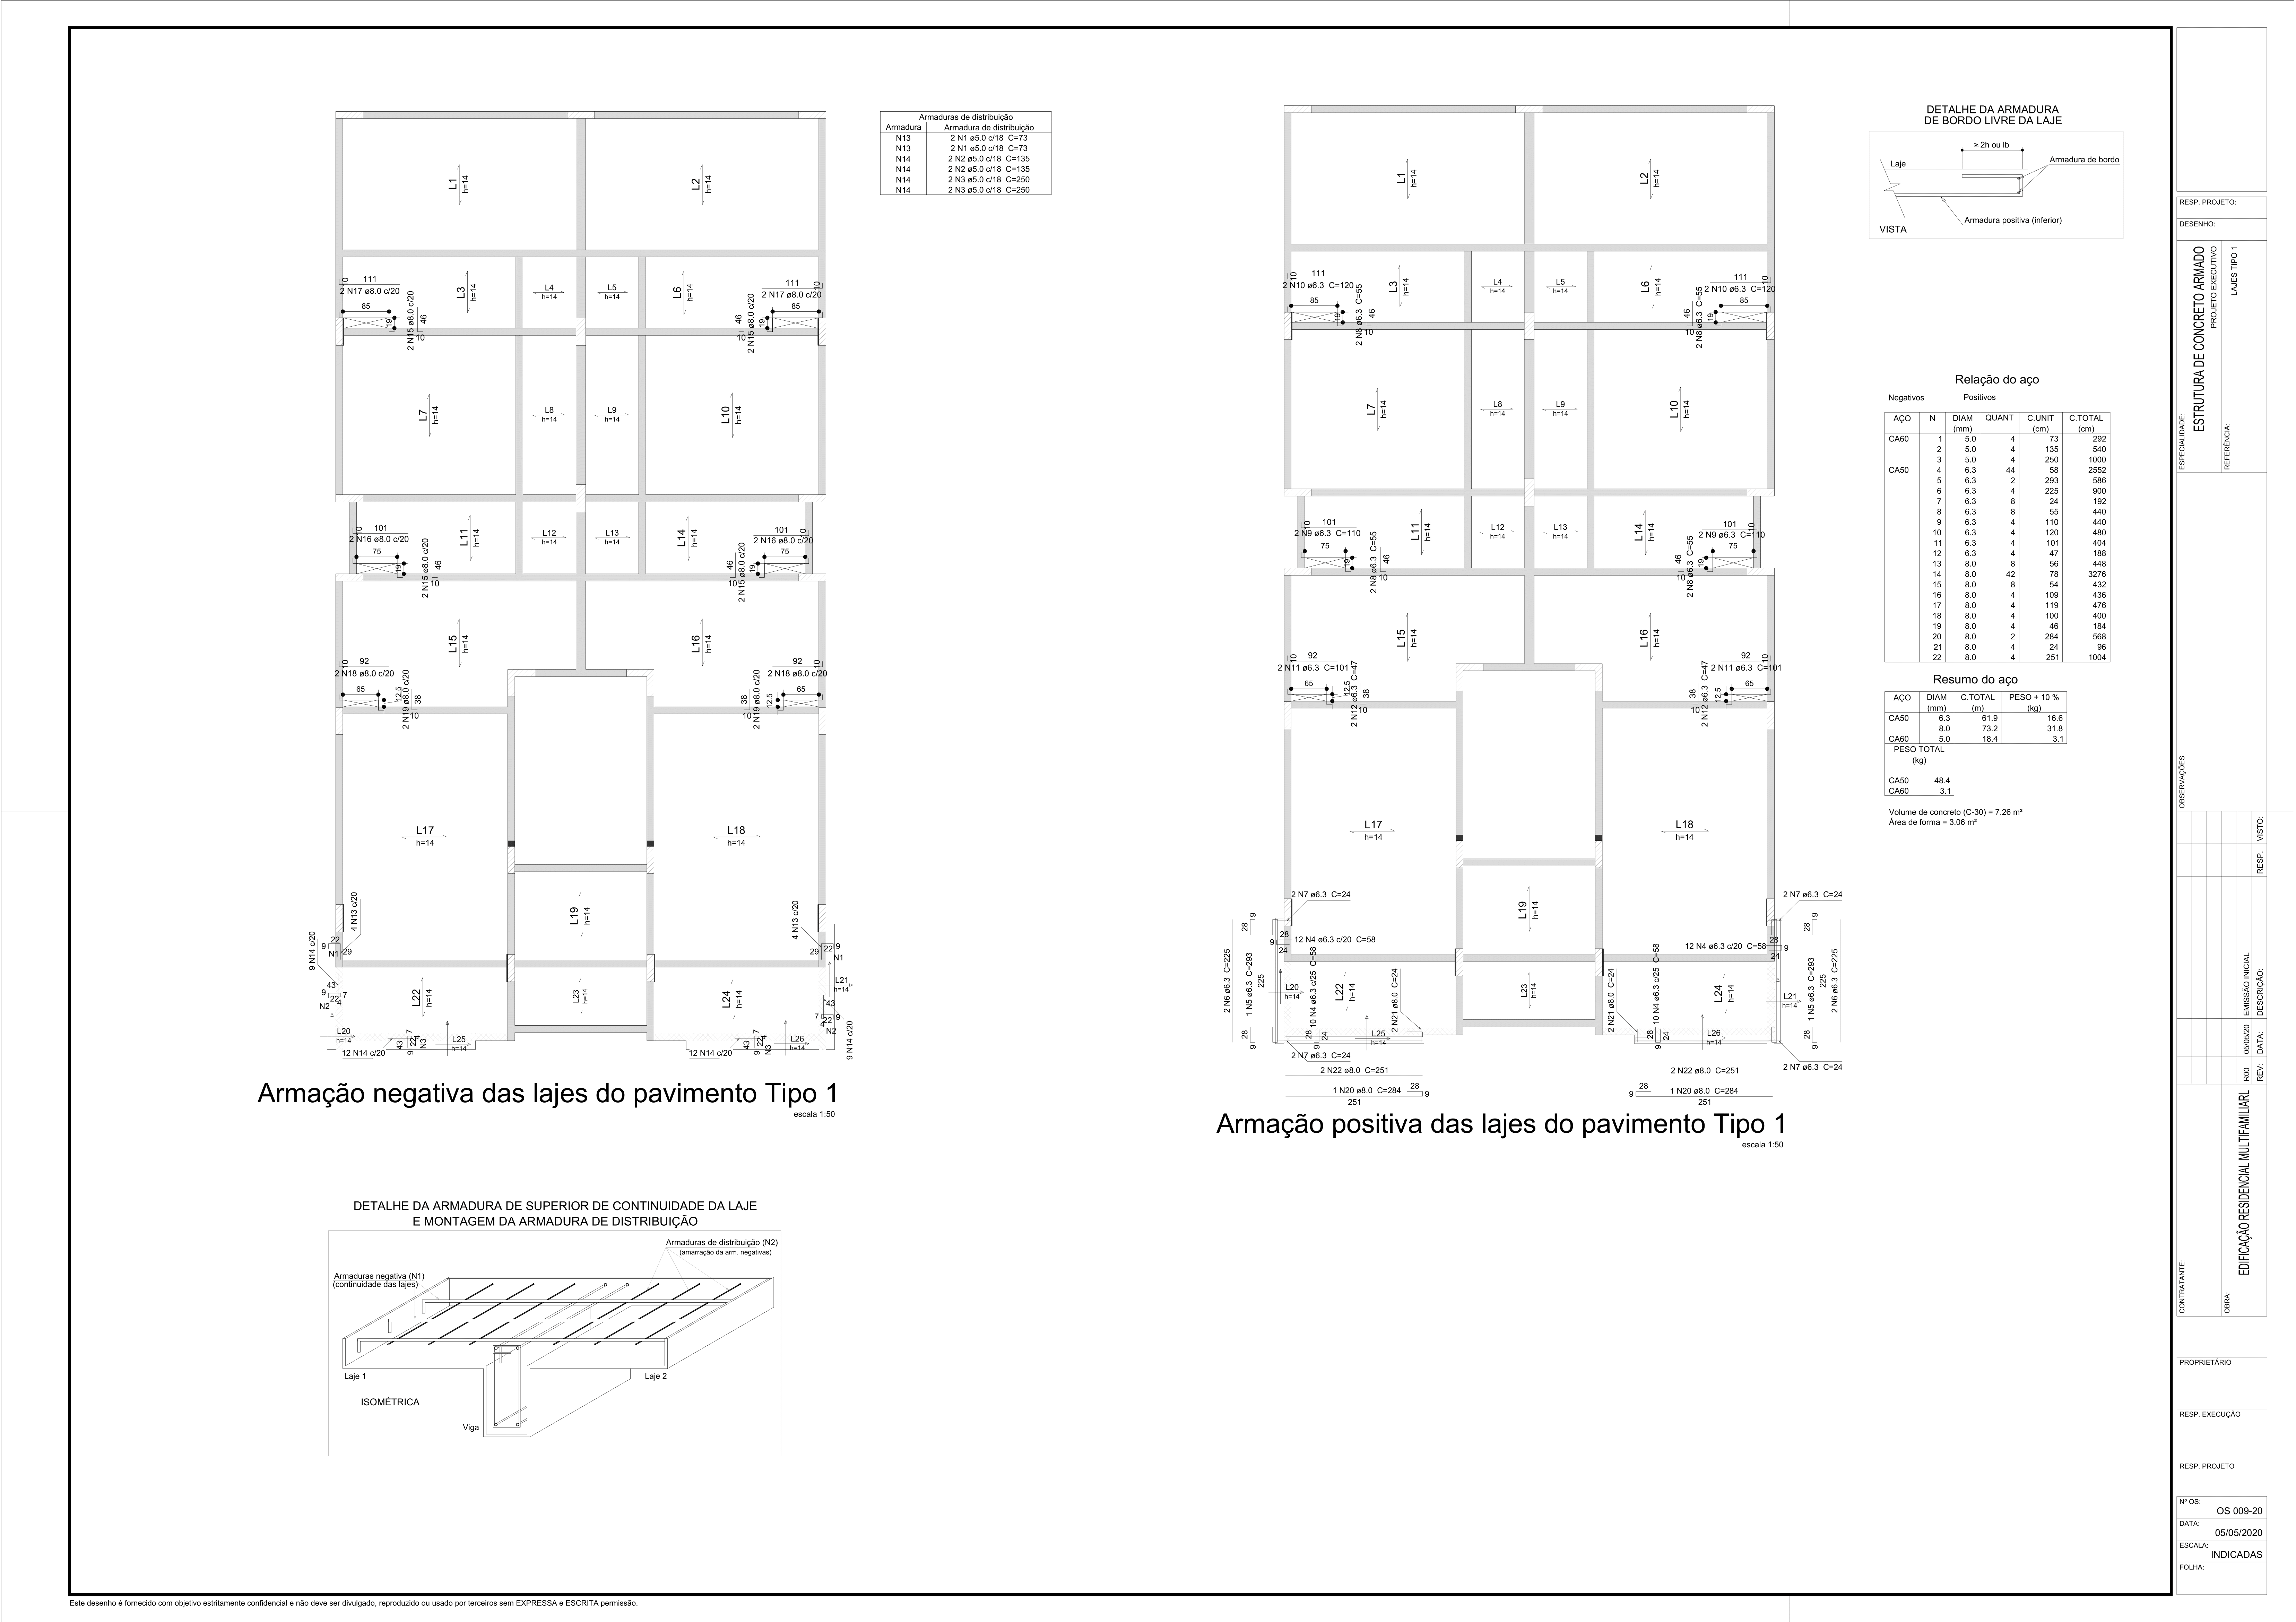 Armaduras de distribuição
Armadura Armadura de distribuição
N13 2 N1 ø5.0 c/18 C=73
N13 2 N1 ø5.0 c/18 C=73
N14 2 N2 ø5.0 c/18 C=135
N14 2 N2 ø5.0 c/18 C=135
N14 2 N3 ø5.0 c/18 C=250
N14 2 N3 ø5.0 c/18 C=250
L1
h=14
L2
h=14
10
111
2 N17 ø8.0 c/20
85
19
2 N15 ø8.0 c/20
46
10
L3
h=14
L4
h=14
L5
h=14
L6
h=14
111
10
2 N17 ø8.0 c/20
85
19
46
10
2 N15 ø8.0 c/20
L7
h=14
L8
h=14
L9
h=14
L10
h=14
10
101
2 N16 ø8.0 c/20
75
19
2 N15 ø8.0 c/20
46
10
L11
h=14
L12
h=14
L13
h=14
L14
h=14
101
10
2 N16 ø8.0 c/20
75
19
46
10
2 N15 ø8.0 c/20
L15
h=14
L16
h=14
10
92
2 N18 ø8.0 c/20
65
12.5
2 N19 ø8.0 c/20
38
10
92
10
2 N18 ø8.0 c/20
65
12.5
38
10
2 N19 ø8.0 c/20
L17
h=14
L18
h=14
L19
h=14
4 N13 c/20
22
9
N1
29
9 N14 c/20
43
9
22
7
4
N2
4 N13 c/20
29
22
9
N1
L21
h=14
43
7
22
9
4
N2
9 N14 c/20
L22
h=14
L23
h=14
L24
h=14
L20
h=14
12 N14 c/20
43
9
22
4
7
N3
L25
h=14
12 N14 c/20
43
9
22
4
7
N3
L26
h=14
Armação negativa das lajes do pavimento Tipo 1
escala 1:50
DETALHE DA ARMADURA DE SUPERIOR DE CONTINUIDADE DA LAJE
E MONTAGEM DA ARMADURA DE DISTRIBUIÇÃO
Armaduras de distribuição (N2)
(amarração da arm. negativas)
Armaduras negativa (N1)
(continuidade das lajes)
Laje 1
Laje 2
ISOMÉTRICA
Viga
L1
h=14
L2
h=14
10
111
2 N10 ø6.3 C=120
85
19
2 N8 ø6.3 C=55
46
10
L3
h=14
L4
h=14
L5
h=14
L6
h=14
111
10
2 N10 ø6.3 C=120
85
19
46
10
2 N8 ø6.3 C=55
L7
h=14
L8
h=14
L9
h=14
L10
h=14
10
101
2 N9 ø6.3 C=110
75
19
2 N8 ø6.3 C=55
46
10
L11
h=14
L12
h=14
L13
h=14
L14
h=14
101
10
2 N9 ø6.3 C=110
75
19
46
10
2 N8 ø6.3 C=55
L15
h=14
L16
h=14
10
92
2 N11 ø6.3 C=101
65
12.5
2 N12 ø6.3 C=47
38
10
92
10
2 N11 ø6.3 C=101
65
12.5
38
10
2 N12 ø6.3 C=47
L17
h=14
L18
h=14
L19
h=14
2 N7 ø6.3 C=24
2 N7 ø6.3 C=24
2 N6 ø6.3 C=225
1 N5 ø6.3 C=293
9
28
225
28
9
28
9
24
12 N4 ø6.3 c/20 C=58
12 N4 ø6.3 c/20 C=58
28
9
24
9
28
1 N5 ø6.3 C=293
225
2 N6 ø6.3 C=225
28
9
L20
h=14
10 N4 ø6.3 c/25 C=58
L22
h=14
2 N21 ø8.0 C=24
L23
h=14
2 N21 ø8.0 C=24
10 N4 ø6.3 c/25 C=58
L24
h=14
L21
h=14
28
9
24
L25
h=14
28
9
24
L26
h=14
2 N7 ø6.3 C=24
2 N7 ø6.3 C=24
2 N22 ø8.0 C=251
2 N22 ø8.0 C=251
1 N20 ø8.0 C=284
28
9
251
28
9
1 N20 ø8.0 C=284
251
Armação positiva das lajes do pavimento Tipo 1
escala 1:50
DETALHE DA ARMADURA
DE BORDO LIVRE DA LAJE
≥ 2h ou lb
Laje
Armadura de bordo
Armadura positiva (inferior)
VISTA
Relação do aço
Negativos Positivos
AÇO N DIAM QUANT C.UNIT C.TOTAL
(mm) (cm) (cm)
CA60 1 5.0 4 73 292
2 5.0 4 135 540
3 5.0 4 250 1000
CA50 4 6.3 44 58 2552
5 6.3 2 293 586
6 6.3 4 225 900
7 6.3 8 24 192
8 6.3 8 55 440
9 6.3 4 110 440
10 6.3 4 120 480
11 6.3 4 101 404
12 6.3 4 47 188
13 8.0 8 56 448
14 8.0 42 78 3276
15 8.0 8 54 432
16 8.0 4 109 436
17 8.0 4 119 476
18 8.0 4 100 400
19 8.0 4 46 184
20 8.0 2 284 568
21 8.0 4 24 96
22 8.0 4 251 1004
Resumo do aço
AÇO DIAM C.TOTAL PESO + 10 %
(mm) (m) (kg)
CA50 6.3 61.9 16.6
8.0 73.2 31.8
CA60 5.0 18.4 3.1
PESO TOTAL
(kg)
CA50 48.4
CA60 3.1
Volume de concreto (C-30) = 7.26 m³
Área de forma = 3.06 m²
RESP. PROJETO:
DESENHO:
ESPECIALIDADE:
ESTRUTURA DE CONCRETO ARMADO
PROJETO EXECUTIVO
REFERÊNCIA:
LAJES TIPO 1
OBSERVAÇÕES
R00 05/05/20 EMISSÃO INICIAL
REV: DATA: DESCRIÇÃO: RESP. VISTO:
CONTRATANTE:
OBRA:
EDIFICAÇÃO RESIDENCIAL MULTIFAMILIARL
PROPRIETÁRIO
RESP. EXECUÇÃO
RESP. PROJETO
Nº OS:
OS 009-20
DATA:
05/05/2020
ESCALA:
INDICADAS
FOLHA:
Este desenho é fornecido com objetivo estritamente confidencial e não deve ser divulgado, reproduzido ou usado por terceiros sem EXPRESSA e ESCRITA permissão.